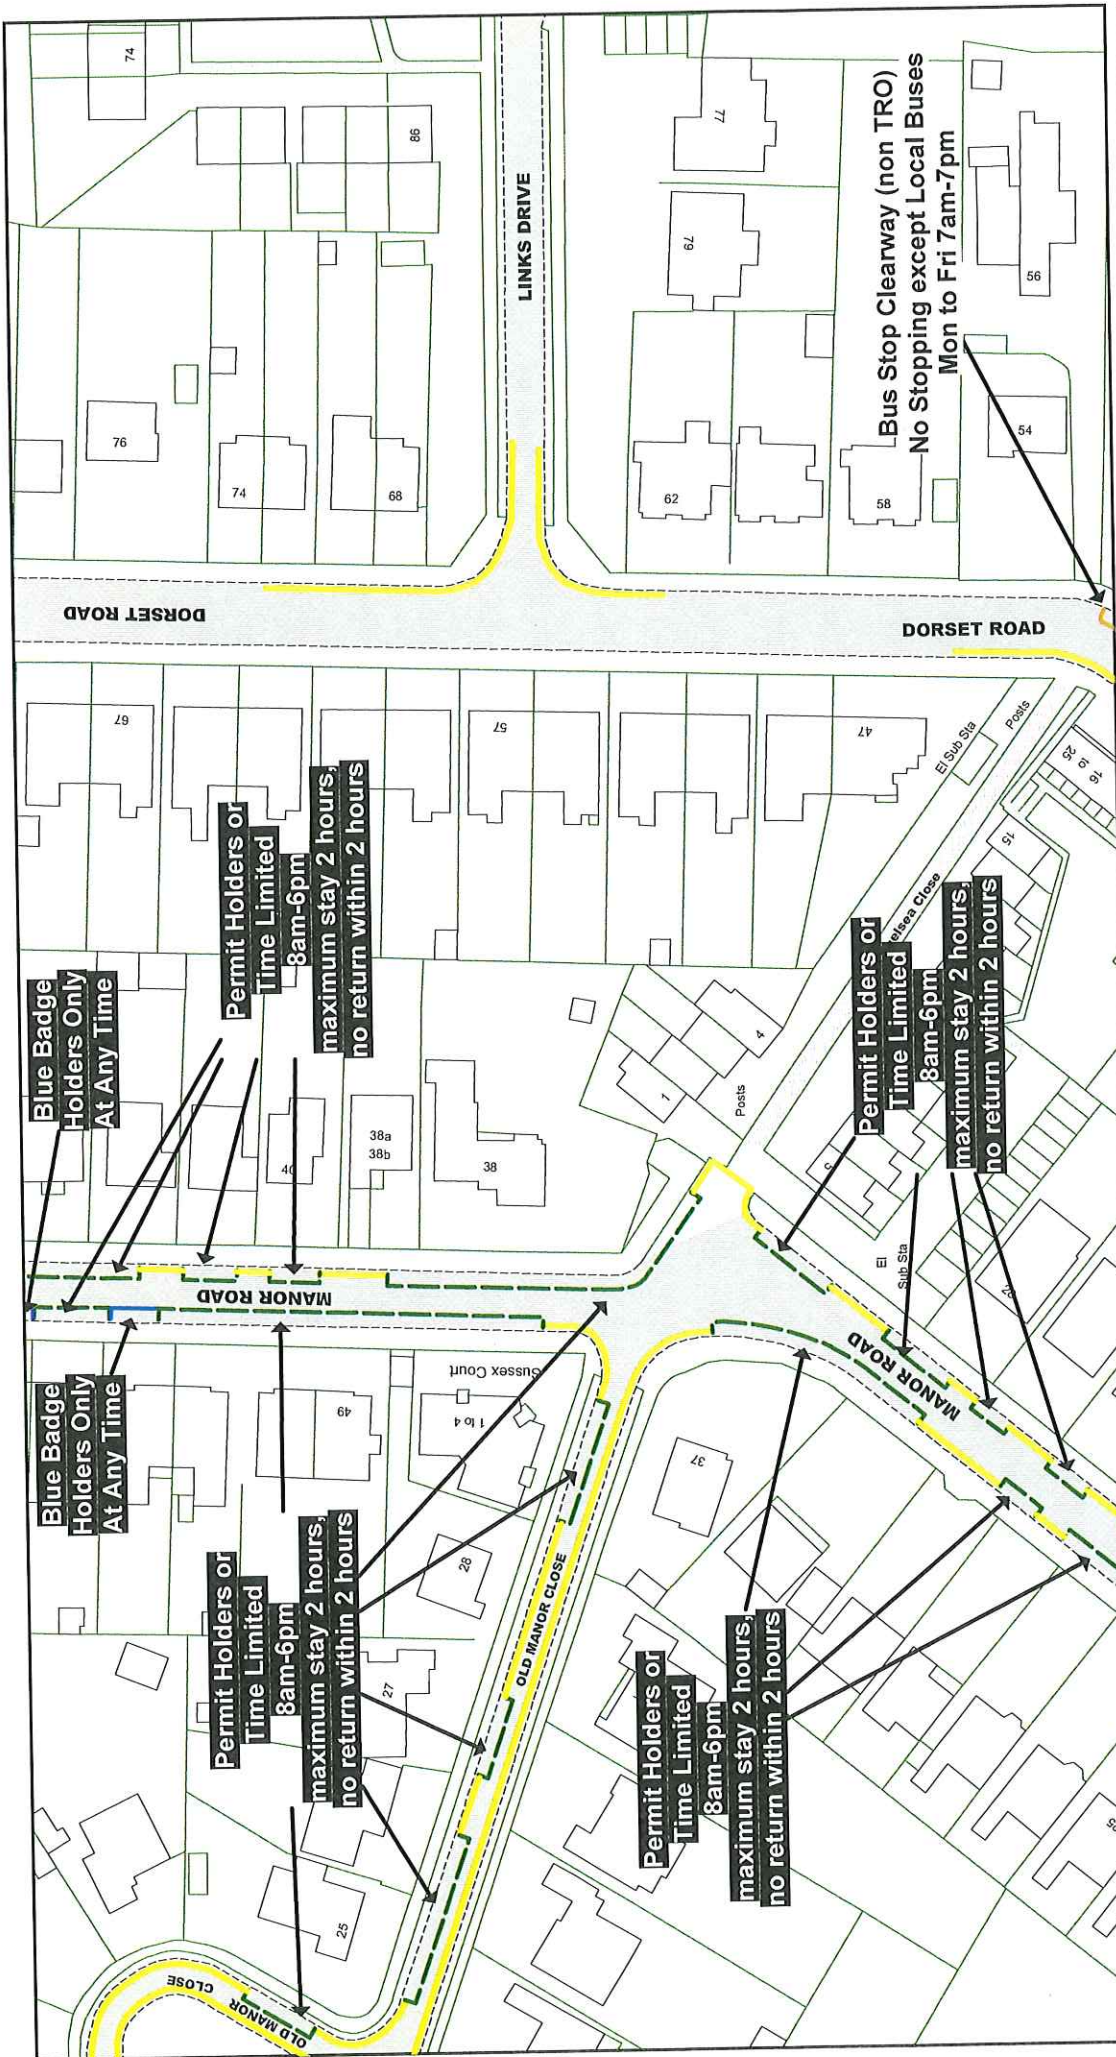 74
86
LINKS DRIVE
77
79
Bus Stop Clearway (non TRO)
No Stopping except Local Buses
Mon to Fri 7am-7pm
56
76
74
68
62
58
54
DORSET ROAD
DORSET ROAD
67
57
47
El Sub Sta
Posts
16 to 25
15
Blue Badge
Holders Only
At Any Time
Permit Holders or
Time Limited
8am-6pm
maximum stay 2 hours,
no return within 2 hours
elsea Close
40
38a
38b
38
1
4
Posts
5
Permit Holders or
Time Limited
8am-6pm
maximum stay 2 hours,
no return within 2 hours
El
Sub Sta
MANOR ROAD
MANOR ROAD
Blue Badge
Holders Only
At Any Time
49
Sussex Court
1 to 4
37
28
Permit Holders or
Time Limited
8am-6pm
maximum stay 2 hours,
no return within 2 hours
27
OLD MANOR CLOSE
Permit Holders or
Time Limited
8am-6pm
maximum stay 2 hours,
no return within 2 hours
25
OLD MANOR
CLOSE